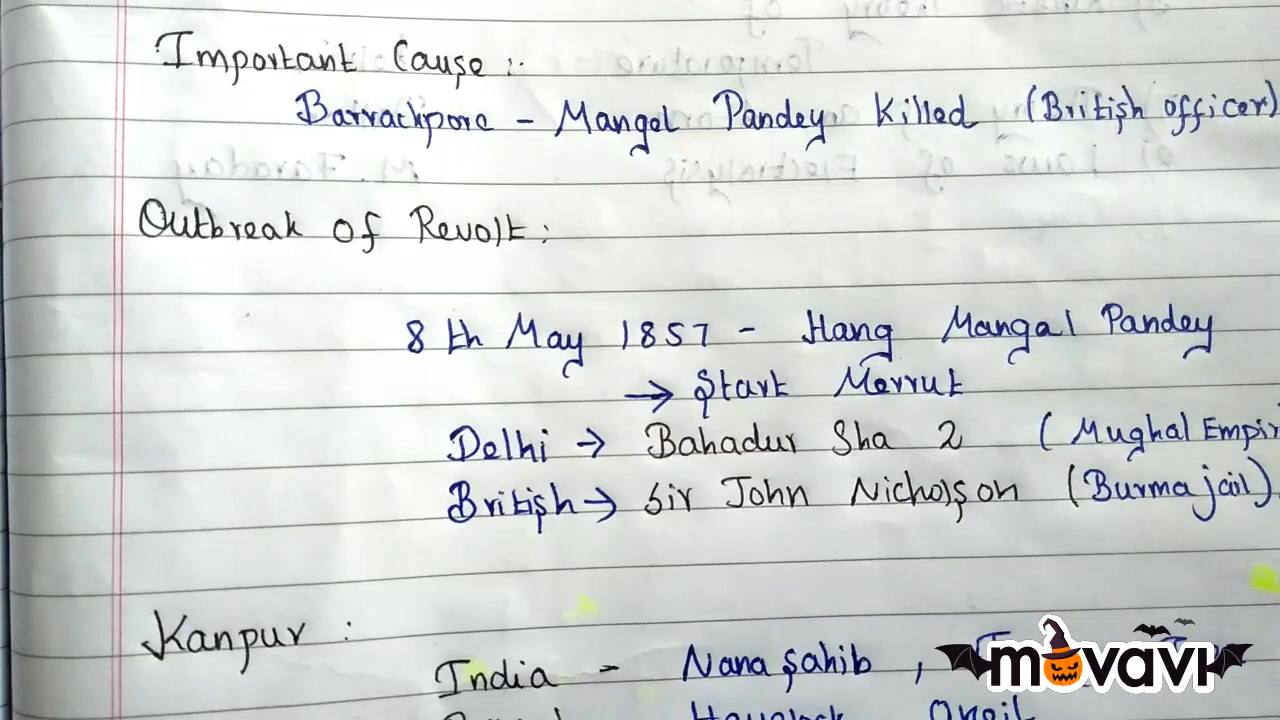 Important Cause :-
Barrackpore - Mangal Pandey Killed (British officer)
Outbreak of Revolt :
8 th May 1857 - Hang Mangal Pandey
→ Start Merrut
Delhi → Bahadur Sha 2 (Mughal Empir
British → Sir John Nicholson (Burma jail)
Kanpur :
India - Nana Sahib ,
movavi